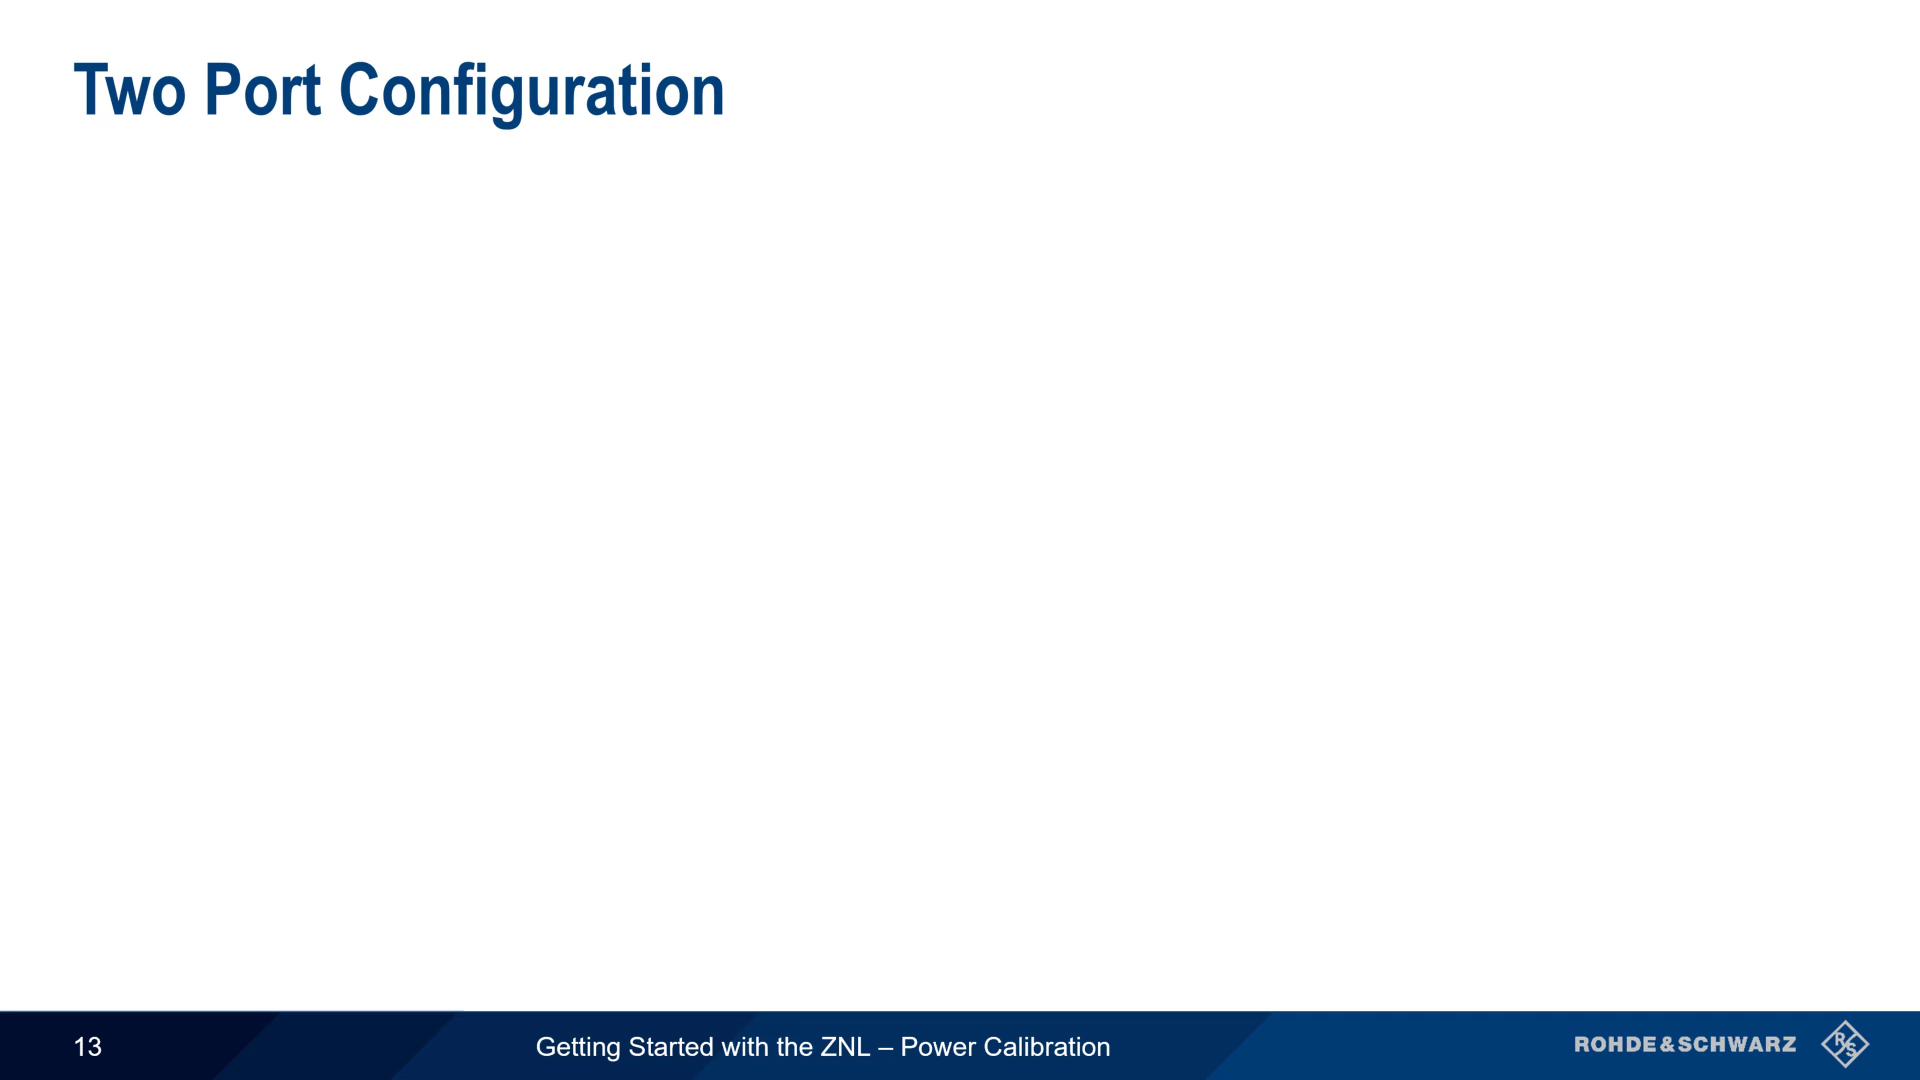 Two Port Configuration
13
Getting Started with the ZNL – Power Calibration
ROHDE&SCHWARZ
R&S